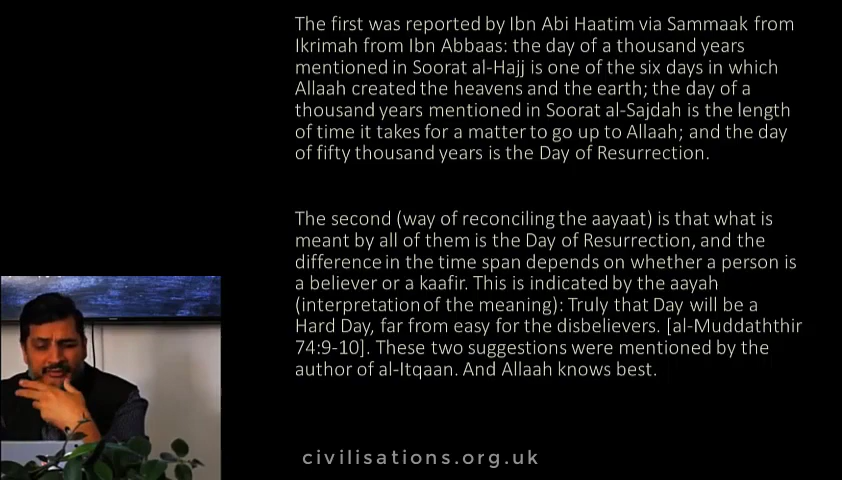 The first was reported by Ibn Abi Haatim via Sammaak from
Ikrimah from Ibn Abbaas: the day of a thousand years
mentioned in Soorat al-Hajj is one of the six days in which
Allaah created the heavens and the earth; the day of a
thousand years mentioned in Soorat al-Sajdah is the length
of time it takes for a matter to go up to Allaah; and the day
of fifty thousand years is the Day of Resurrection.
The second (way of reconciling the aayaat) is that what is
meant by all of them is the Day of Resurrection, and the
difference in the time span depends on whether a person is
a believer or a kaafir. This is indicated by the aayah
(interpretation of the meaning): Truly that Day will be a
Hard Day, far from easy for the disbelievers. [al-Muddaththir
74:9-10]. These two suggestions were mentioned by the
author of al-Itqaan. And Allaah knows best.
civilisations.org.uk